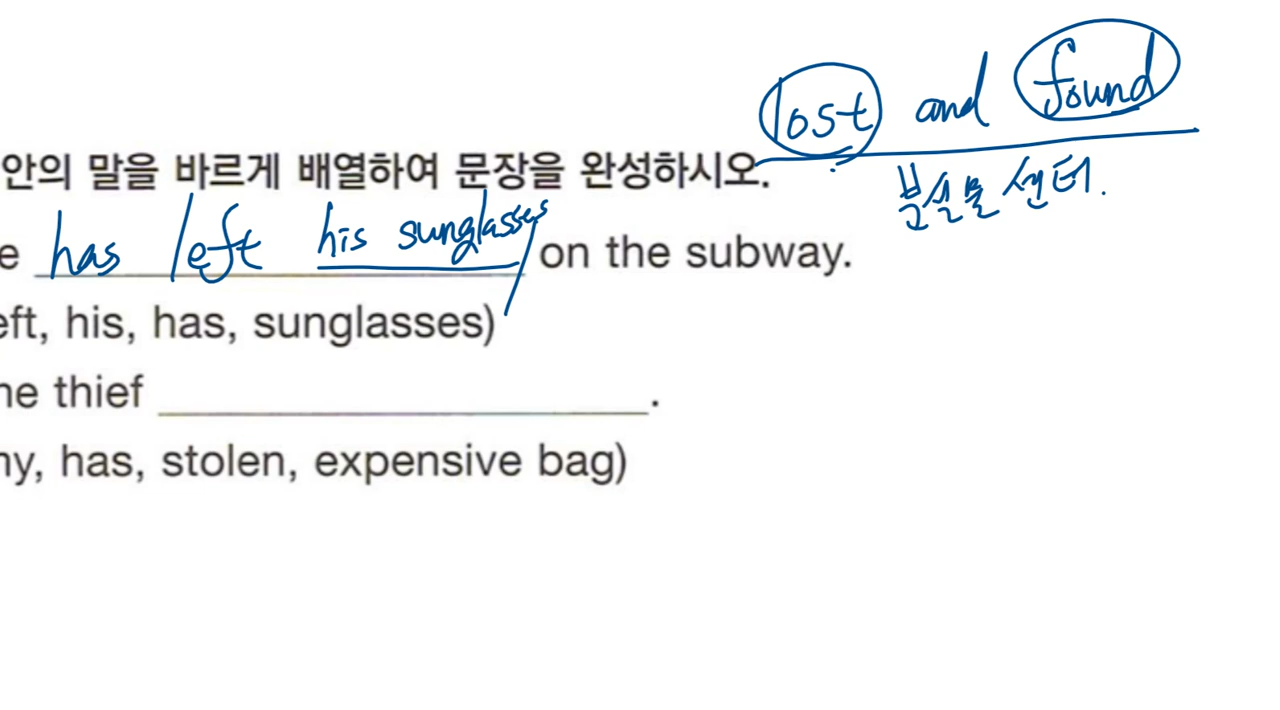 lost and found
안의 말을 바르게 배열하여 문장을 완성하시오.
분실물 센터.
e has left his sunglasses on the subway.
eft, his, has, sunglasses)
he thief ____________________.
ny, has, stolen, expensive bag)